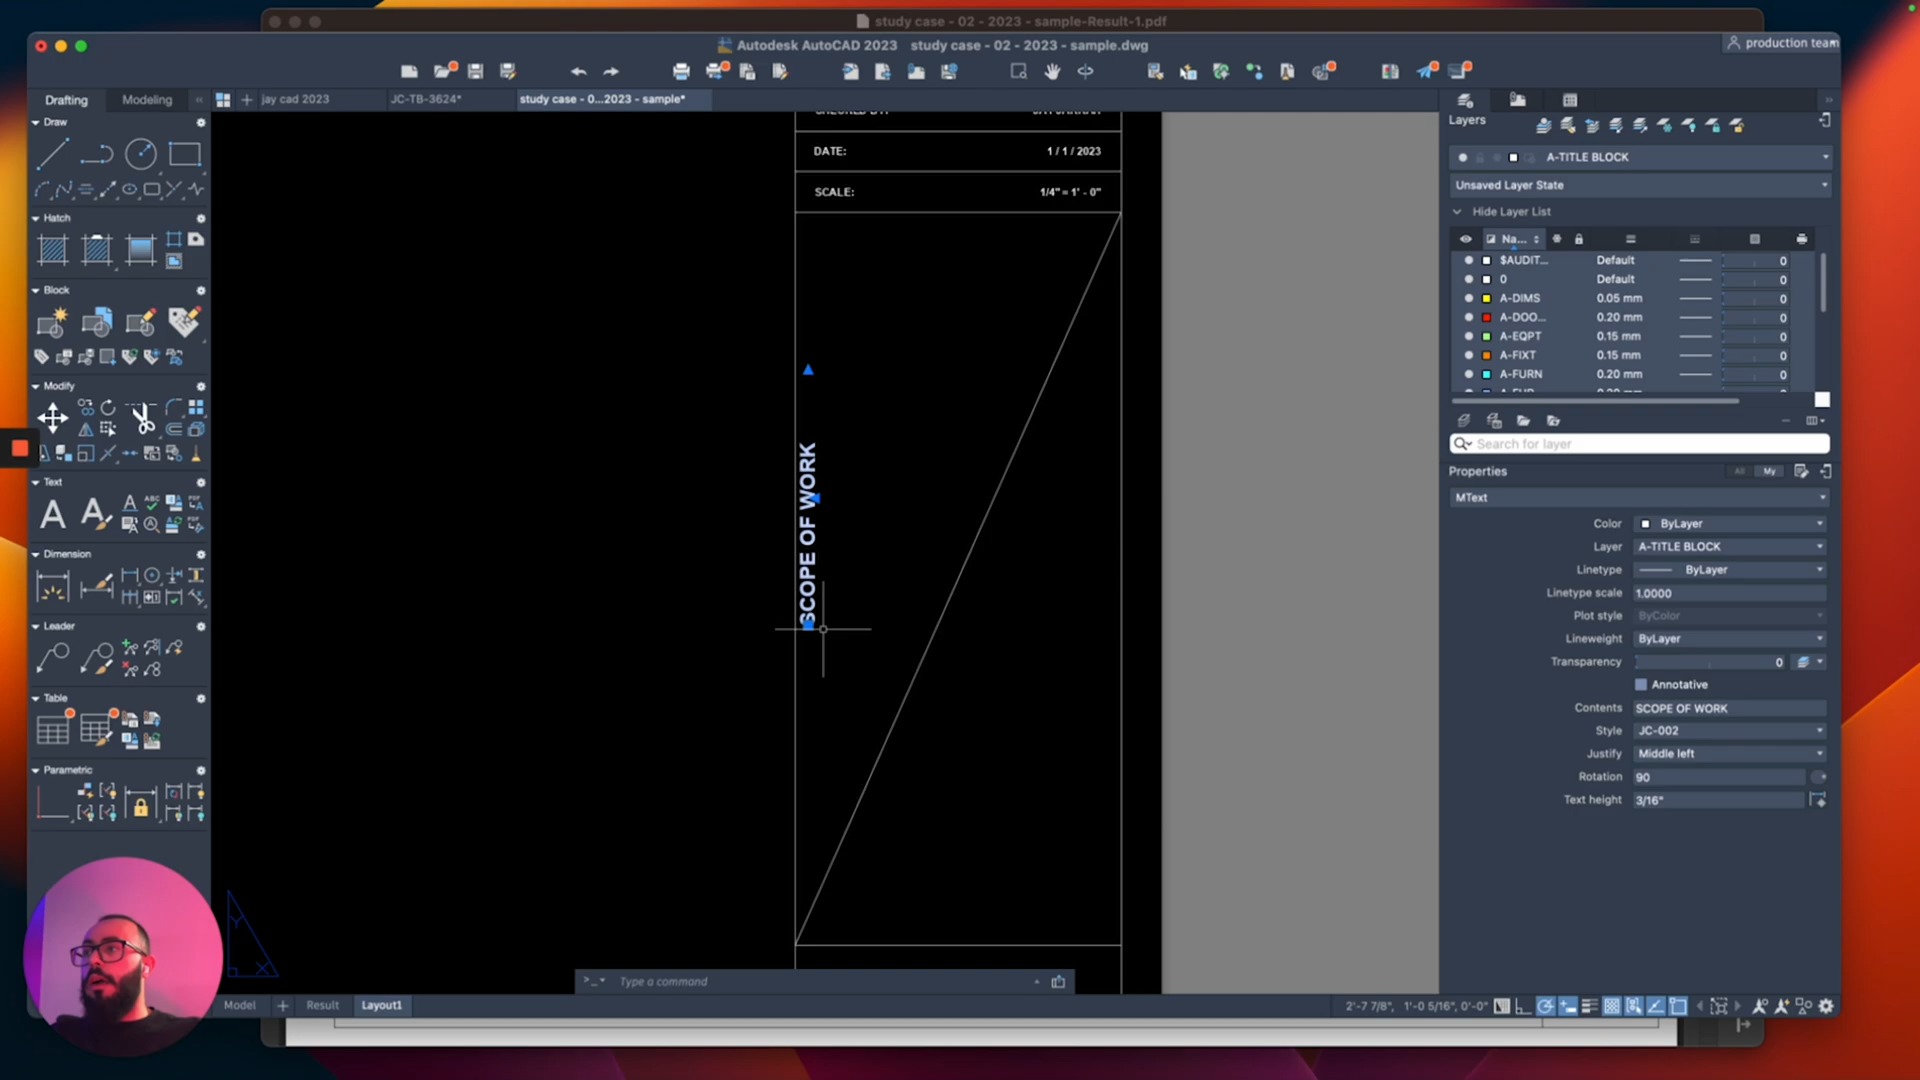 study case - 02 - 2023 - sample-Result-1.pdf
Autodesk AutoCAD 2023 study case - 02 - 2023 - sample.dwg
production team
Drafting
Modeling
jay cad 2023
JC-TB-3624*
study case - 0...2023 - sample*
Draw
Hatch
Block
Modify
Text
Dimension
Leader
Table
Parametric
DATE: 1 / 1 / 2023
SCALE: 1/4" = 1' - 0"
SCOPE OF WORK
Type a command
Model
Result
Layout1
2'-7 7/8", 1'-0 5/16", 0'-0"
Layers
A-TITLE BLOCK
Unsaved Layer State
Hide Layer List
Na...
$AUDIT... Default 0
0 Default 0
A-DIMS 0.05 mm 0
A-DOO... 0.20 mm 0
A-EQPT 0.15 mm 0
A-FIXT 0.15 mm 0
A-FURN 0.20 mm 0
Search for layer
Properties
All My
MText
Color ByLayer
Layer A-TITLE BLOCK
Linetype ByLayer
Linetype scale 1.0000
Plot style ByColor
Lineweight ByLayer
Transparency 0
Annotative
Contents SCOPE OF WORK
Style JC-002
Justify Middle left
Rotation 90
Text height 3/16"